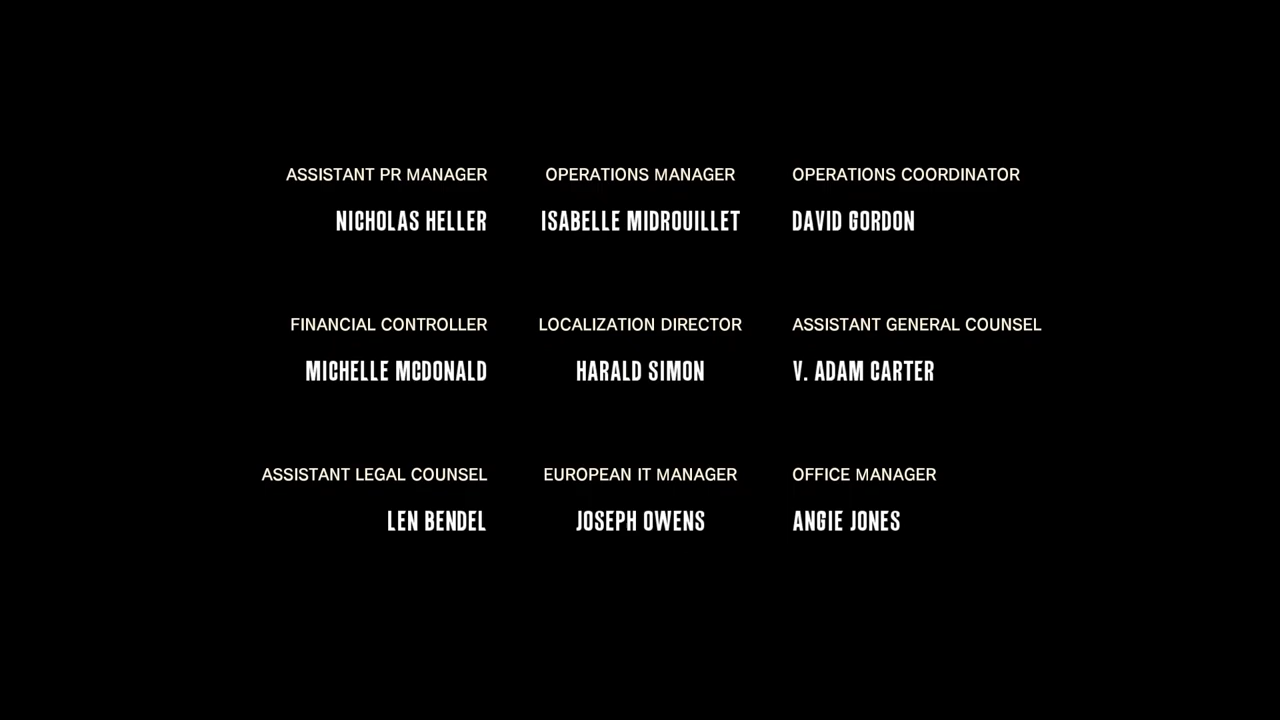 ASSISTANT PR MANAGER
NICHOLAS HELLER
OPERATIONS MANAGER
ISABELLE MIDROUILLET
OPERATIONS COORDINATOR
DAVID GORDON
FINANCIAL CONTROLLER
MICHELLE MCDONALD
LOCALIZATION DIRECTOR
HARALD SIMON
ASSISTANT GENERAL COUNSEL
V. ADAM CARTER
ASSISTANT LEGAL COUNSEL
LEN BENDEL
EUROPEAN IT MANAGER
JOSEPH OWENS
OFFICE MANAGER
ANGIE JONES